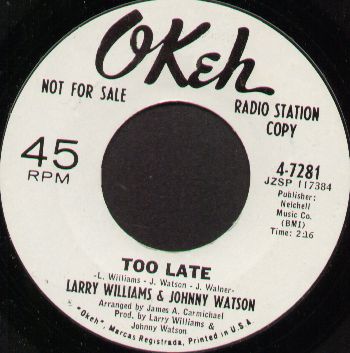 OKeh
NOT FOR SALE
RADIO STATION
COPY
45
RPM
4-7281
JZSP 117384
Publisher:
Neichell
Music Co.
(BMI)
Time: 2:16
TOO LATE
-L. Williams - J. Watson - J. Walner-
LARRY WILLIAMS & JOHNNY WATSON
Arranged by James A. Carmichael
Prod. by Larry Williams &
Johnny Watson
"Okeh", Marcas Registrada, Printed in U.S.A.